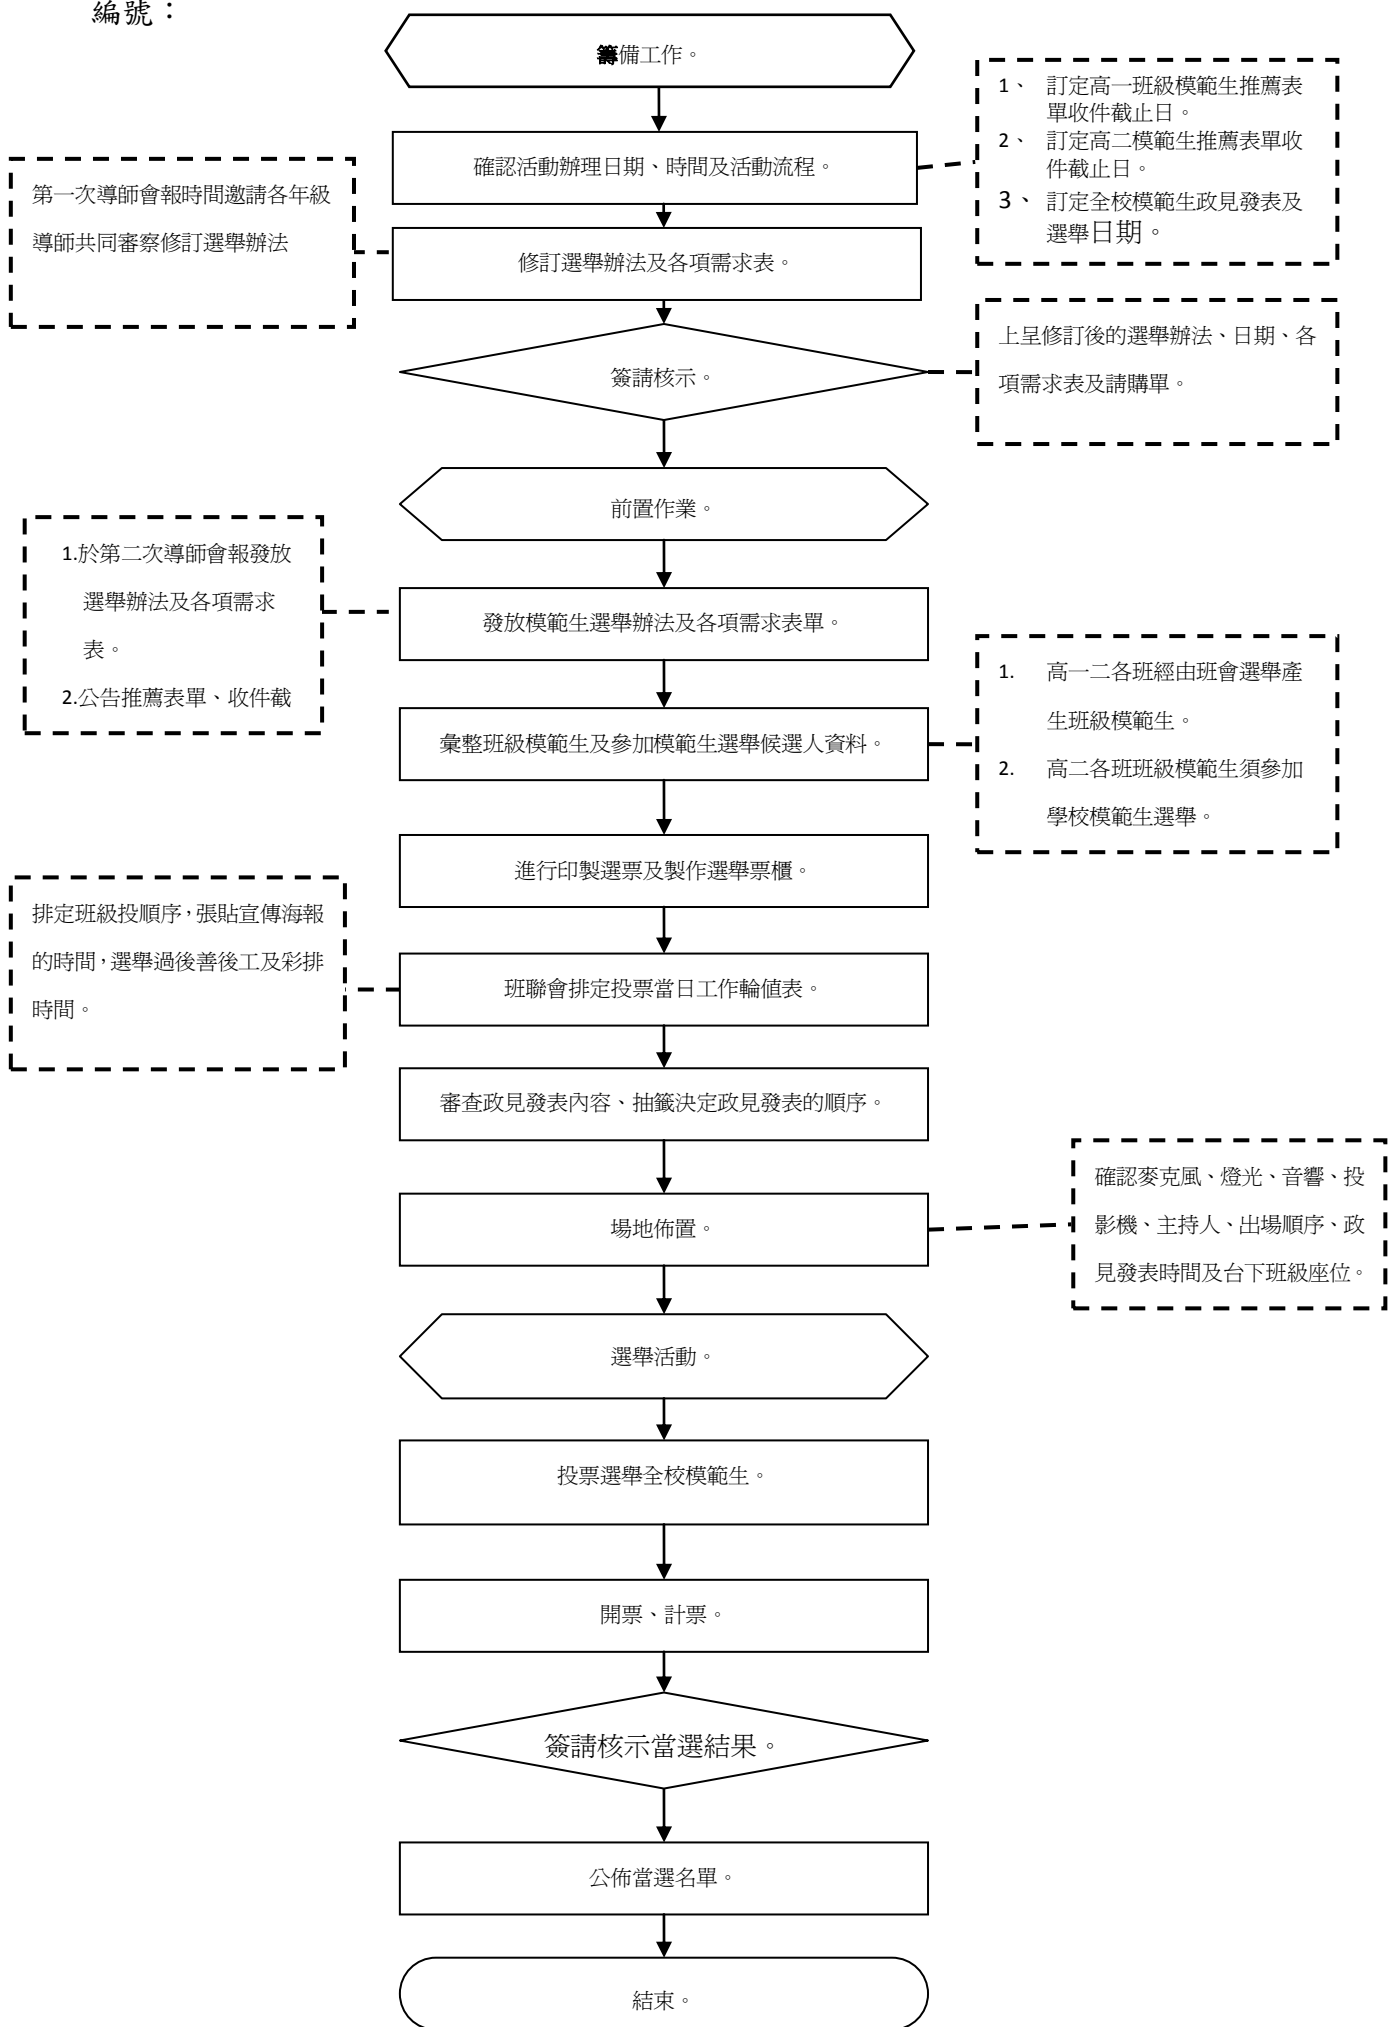 編號：
籌備工作。
1、 訂定高一班級模範生推薦表
單收件截止日。
2、 訂定高二模範生推薦表單收
件截止日。
3、 訂定全校模範生政見發表及
選舉日期。
確認活動辦理日期、時間及活動流程。
第一次導師會報時間邀請各年級
導師共同審察修訂選舉辦法
修訂選舉辦法及各項需求表。
簽請核示。
上呈修訂後的選舉辦法、日期、各
項需求表及請購單。
前置作業。
1.於第二次導師會報發放
選舉辦法及各項需求
表。
2.公告推薦表單、收件截
發放模範生選舉辦法及各項需求表單。
彙整班級模範生及參加模範生選舉候選人資料。
1. 高一二各班經由班會選舉產
生班級模範生。
2. 高二各班班級模範生須參加
學校模範生選舉。
進行印製選票及製作選舉票櫃。
排定班級投順序，張貼宣傳海報
的時間，選舉過後善後工及彩排
時間。
班聯會排定投票當日工作輪值表。
審查政見發表內容、抽籤決定政見發表的順序。
場地佈置。
確認麥克風、燈光、音響、投
影機、主持人、出場順序、政
見發表時間及台下班級座位。
選舉活動。
投票選舉全校模範生。
開票、計票。
簽請核示當選結果。
公佈當選名單。
結束。